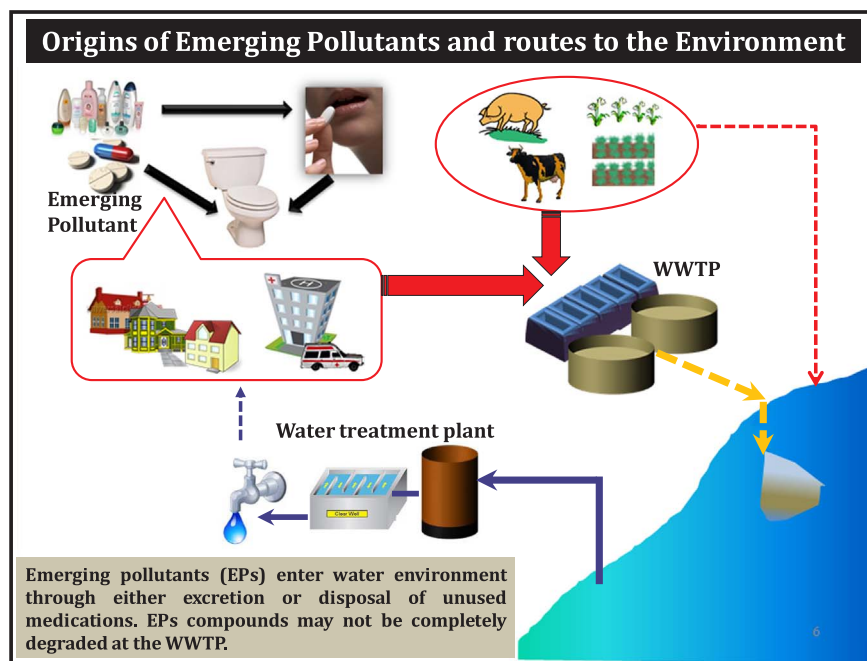 Origins of Emerging Pollutants and routes to the Environment
Emerging
Pollutant
H
WWTP
Water treatment plant
Clear Well
Emerging pollutants (EPs) enter water environment
through either excretion or disposal of unused
medications. EPs compounds may not be completely
degraded at the WWTP.
6